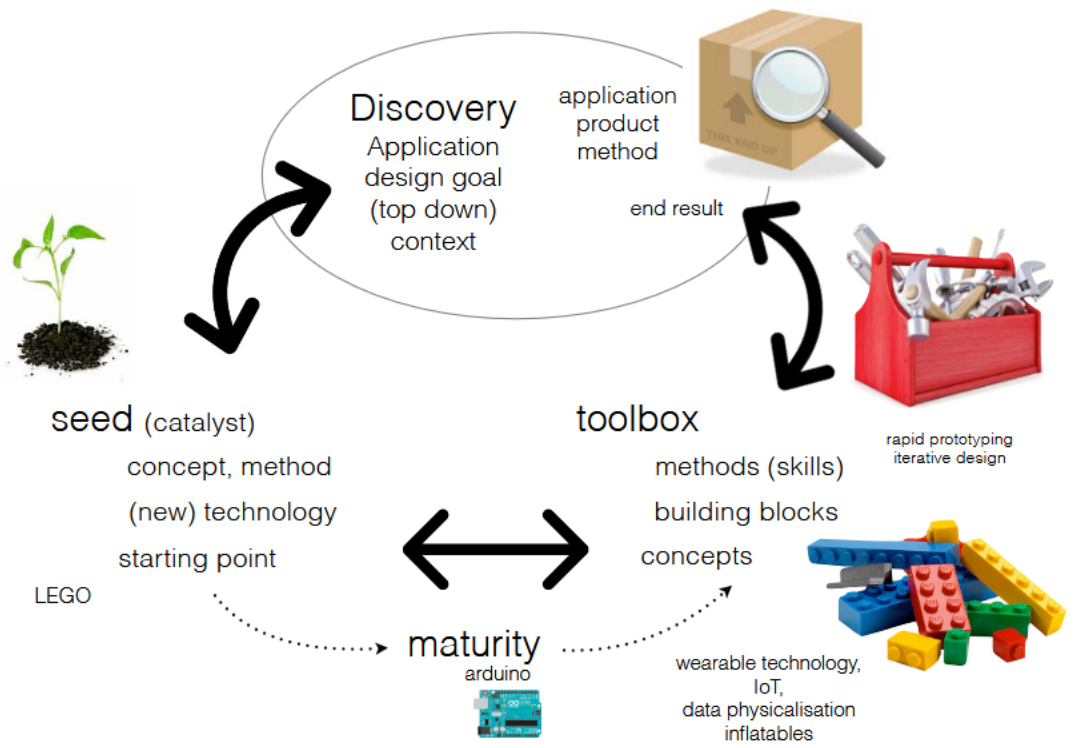 Discovery
Application
design goal
(top down)
context
application
product
method
THIS END UP
end result
seed (catalyst)
concept, method
(new) technology
starting point
LEGO
toolbox
methods (skills)
building blocks
concepts
rapid prototyping
iterative design
maturity
arduino
wearable technology,
IoT,
data physicalisation
inflatables